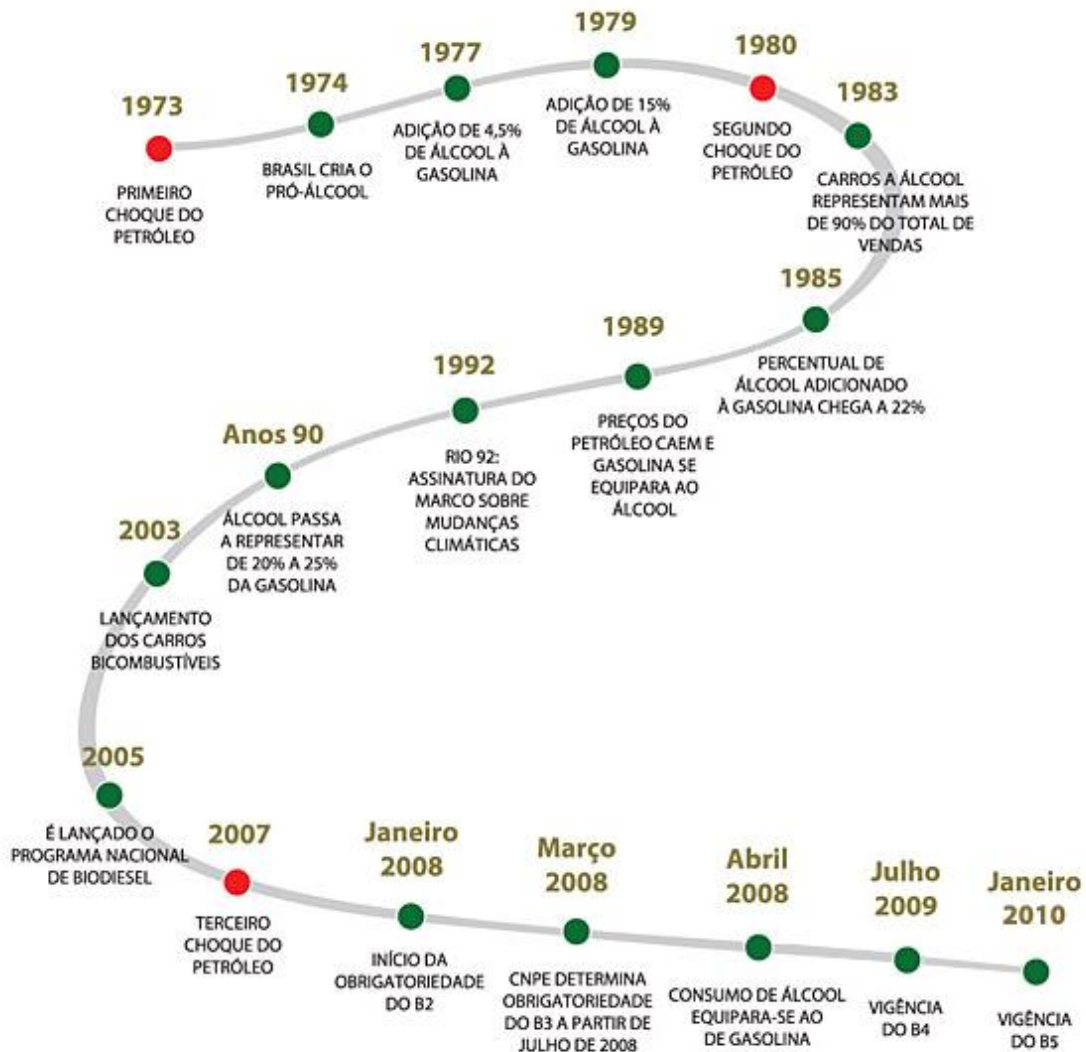 1973
PRIMEIRO
CHOQUE DO
PETRÓLEO
1974
BRASIL CRIA O
PRÓ-ÁLCOOL
1977
ADIÇÃO DE 4,5%
DE ÁLCOOL À
GASOLINA
1979
ADIÇÃO DE 15%
DE ÁLCOOL À
GASOLINA
1980
SEGUNDO
CHOQUE DO
PETRÓLEO
1983
CARROS A ÁLCOOL
REPRESENTAM MAIS
DE 90% DO TOTAL DE
VENDAS
1985
PERCENTUAL DE
ÁLCOOL ADICIONADO
À GASOLINA CHEGA A 22%
1989
PREÇOS DO
PETRÓLEO CAEM E
GASOLINA SE
EQUIPARA AO
ÁLCOOL
1992
RIO 92:
ASSINATURA DO
MARCO SOBRE
MUDANÇAS
CLIMÁTICAS
Anos 90
ÁLCOOL PASSA
A REPRESENTAR
DE 20% A 25%
DA GASOLINA
2003
LANÇAMENTO
DOS CARROS
BICOMBUSTÍVEIS
2005
É LANÇADO O
PROGRAMA NACIONAL
DE BIODIESEL
2007
TERCEIRO
CHOQUE DO
PETRÓLEO
Janeiro
2008
INÍCIO DA
OBRIGATORIEDADE
DO B2
Março
2008
CNPE DETERMINA
OBRIGATORIEDADE
DO B3 A PARTIR DE
JULHO DE 2008
Abril
2008
CONSUMO DE ÁLCOOL
EQUIPARA-SE AO
DE GASOLINA
Julho
2009
VIGÊNCIA
DO B4
Janeiro
2010
VIGÊNCIA
DO B5